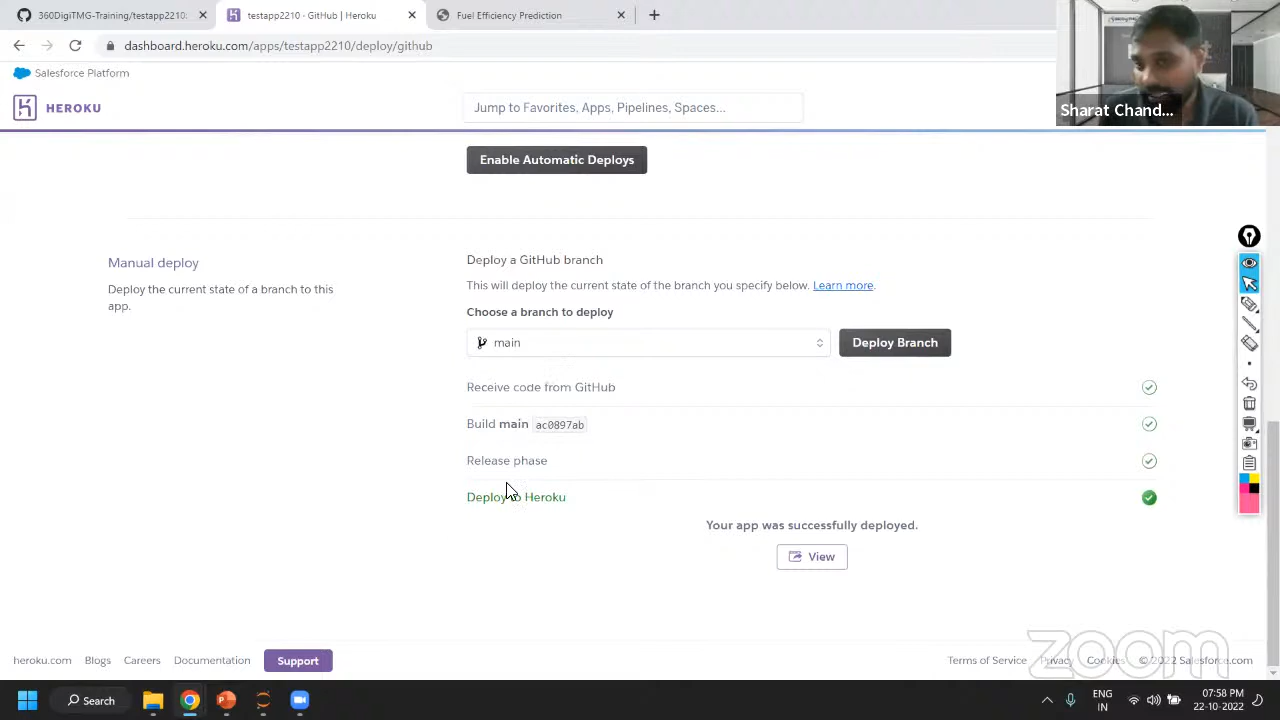 360DigiTMG-Training/testapp2210:
testapp2210 · GitHub | Heroku
Fuel Efficiency Prediction
dashboard.heroku.com/apps/testapp2210/deploy/github
Salesforce Platform
HEROKU
Jump to Favorites, Apps, Pipelines, Spaces...
Sharat Chand...
Enable Automatic Deploys
Manual deploy
Deploy the current state of a branch to this
app.
Deploy a GitHub branch
This will deploy the current state of the branch you specify below. Learn more.
Choose a branch to deploy
main
Deploy Branch
Receive code from GitHub
Build main ac0897ab
Release phase
Deploy to Heroku
Your app was successfully deployed.
View
heroku.com Blogs Careers Documentation Support
Terms of Service Privacy Cookies © 2022 Salesforce.com
zoom
Search
ENG
IN
07:58 PM
22-10-2022